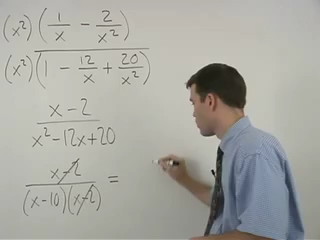 (x²)(1/x − 2/x²)
(x²)(1 − 12/x + 20/x²)
x − 2
x² − 12x + 20
x − 2
(x − 10)(x − 2) =